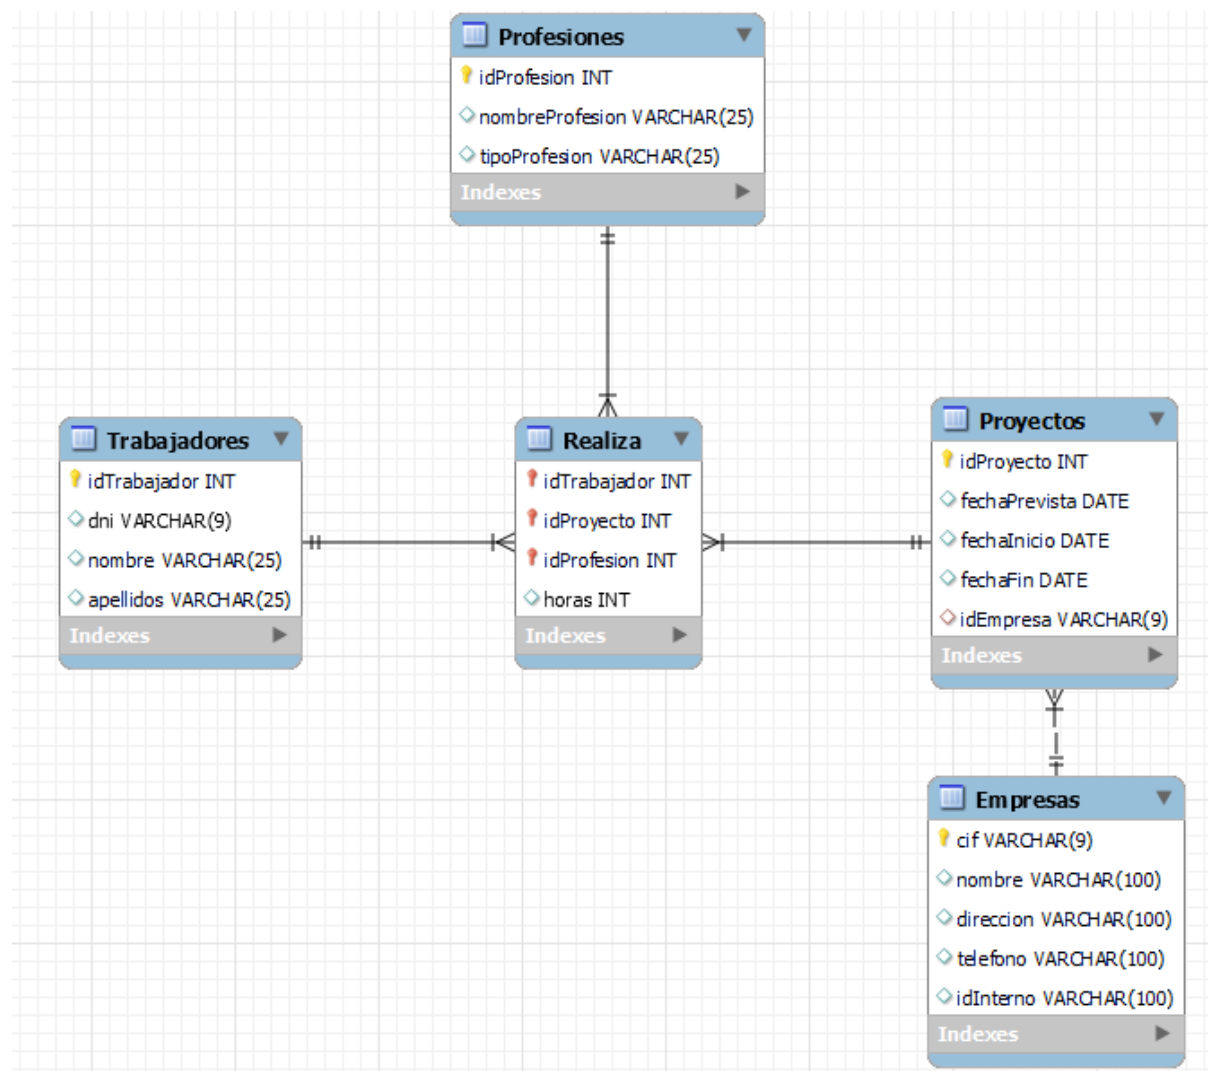 Profesiones
idProfesion INT
nombreProfesion VARCHAR(25)
tipoProfesion VARCHAR(25)
Indexes
Trabajadores
idTrabajador INT
dni VARCHAR(9)
nombre VARCHAR(25)
apellidos VARCHAR(25)
Indexes
Realiza
idTrabajador INT
idProyecto INT
idProfesion INT
horas INT
Indexes
Proyectos
idProyecto INT
fechaPrevista DATE
fechaInicio DATE
fechaFin DATE
idEmpresa VARCHAR(9)
Indexes
Empresas
cif VARCHAR(9)
nombre VARCHAR(100)
direccion VARCHAR(100)
telefono VARCHAR(100)
idInterno VARCHAR(100)
Indexes